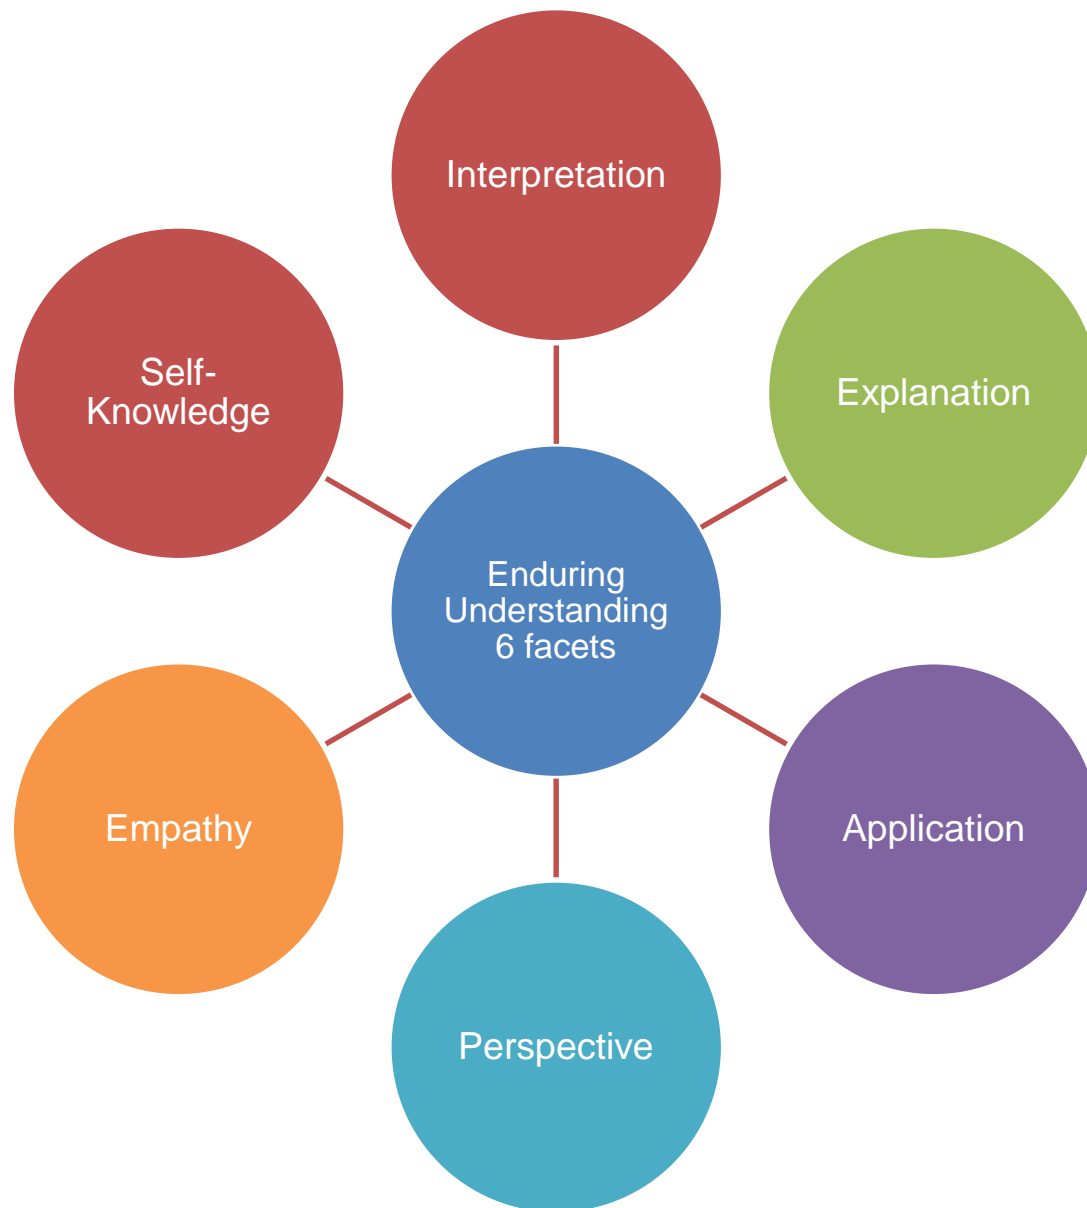 Interpretation
Explanation
Application
Perspective
Empathy
Self-
Knowledge
Enduring
Understanding
6 facets